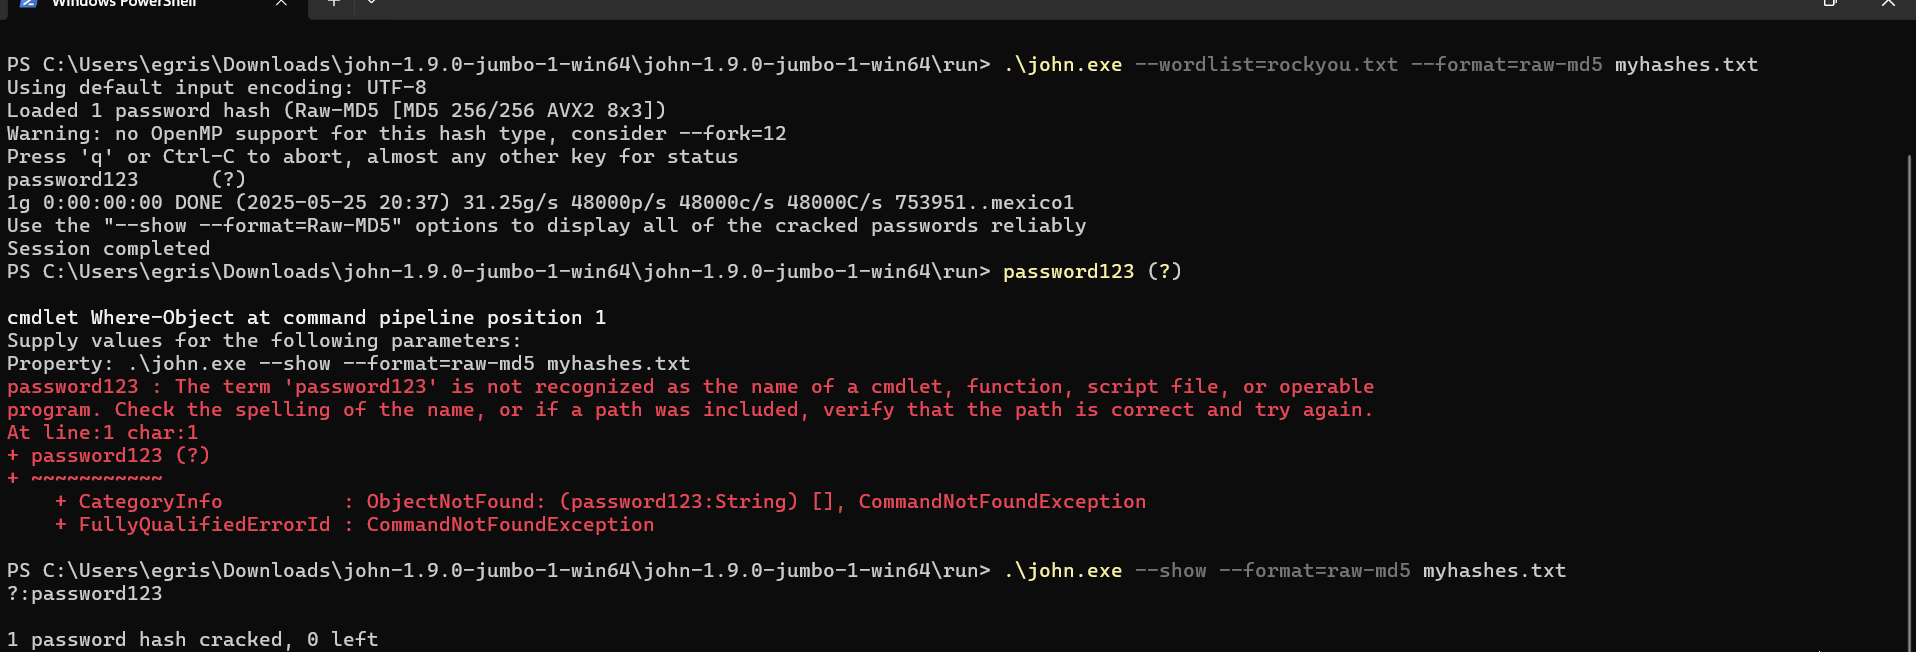 Windows PowerShell
PS C:\Users\egris\Downloads\john-1.9.0-jumbo-1-win64\john-1.9.0-jumbo-1-win64\run> .\john.exe --wordlist=rockyou.txt --format=raw-md5 myhashes.txt
Using default input encoding: UTF-8
Loaded 1 password hash (Raw-MD5 [MD5 256/256 AVX2 8x3])
Warning: no OpenMP support for this hash type, consider --fork=12
Press 'q' or Ctrl-C to abort, almost any other key for status
password123      (?)
1g 0:00:00:00 DONE (2025-05-25 20:37) 31.25g/s 48000p/s 48000c/s 48000C/s 753951..mexico1
Use the "--show --format=Raw-MD5" options to display all of the cracked passwords reliably
Session completed
PS C:\Users\egris\Downloads\john-1.9.0-jumbo-1-win64\john-1.9.0-jumbo-1-win64\run> password123 (?)
cmdlet Where-Object at command pipeline position 1
Supply values for the following parameters:
Property: .\john.exe --show --format=raw-md5 myhashes.txt
password123 : The term 'password123' is not recognized as the name of a cmdlet, function, script file, or operable
program. Check the spelling of the name, or if a path was included, verify that the path is correct and try again.
At line:1 char:1
+ password123 (?)
+ ~~~~~~~~~~~
    + CategoryInfo          : ObjectNotFound: (password123:String) [], CommandNotFoundException
    + FullyQualifiedErrorId : CommandNotFoundException
PS C:\Users\egris\Downloads\john-1.9.0-jumbo-1-win64\john-1.9.0-jumbo-1-win64\run> .\john.exe --show --format=raw-md5 myhashes.txt
?:password123
1 password hash cracked, 0 left